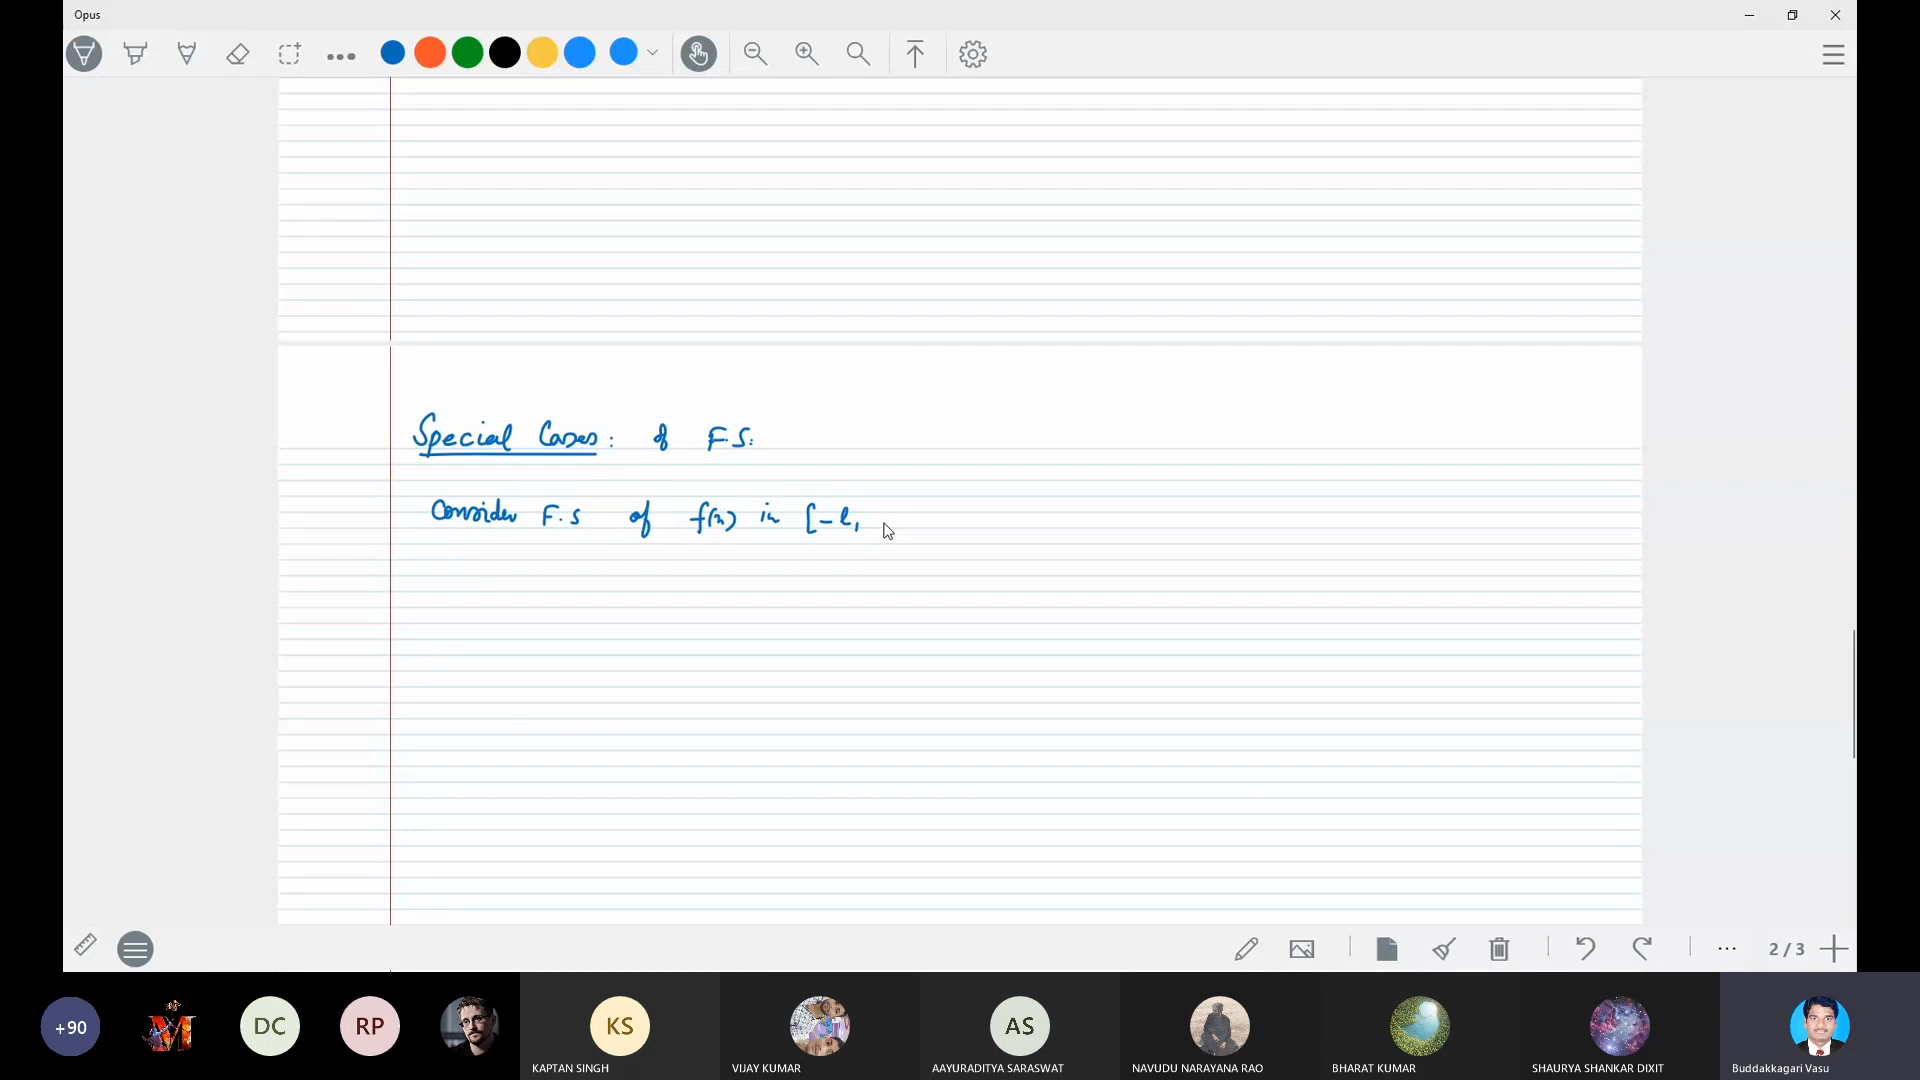 Opus
Special Cases: of F.S.
Consider F.S of f(x) in [-l,
2 / 3
+90
M
DC
RP
KS
AS
KAPTAN SINGH
VIJAY KUMAR
AAYURADITYA SARASWAT
NAVUDU NARAYANA RAO
BHARAT KUMAR
SHAURYA SHANKAR DIXIT
Buddakkagari Vasu